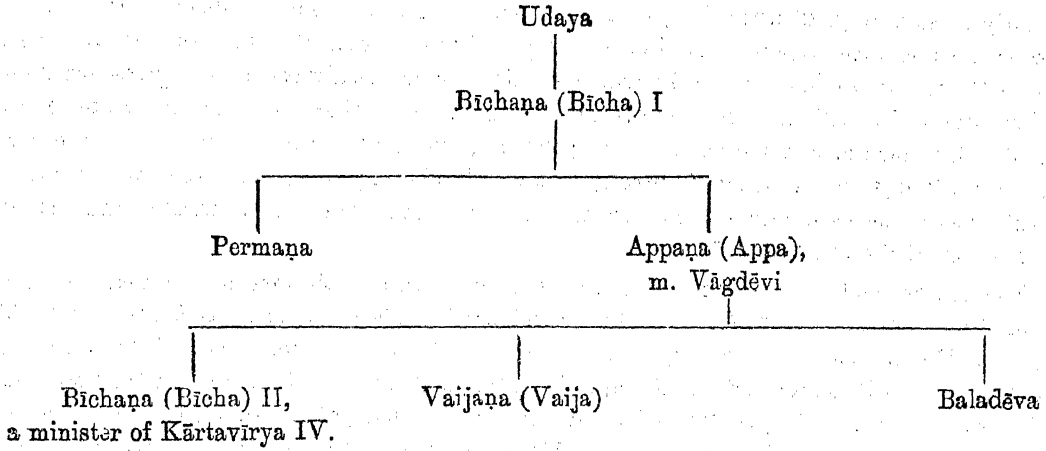 Udaya
Bīchaṇa (Bīcha) I
Permaṇa
Appaṇa (Appa),
m. Vāgdēvi
Bīchaṇa (Bīcha) II,
a minister of Kārtavīrya IV.
Vaijaṇa (Vaija)
Baladēva